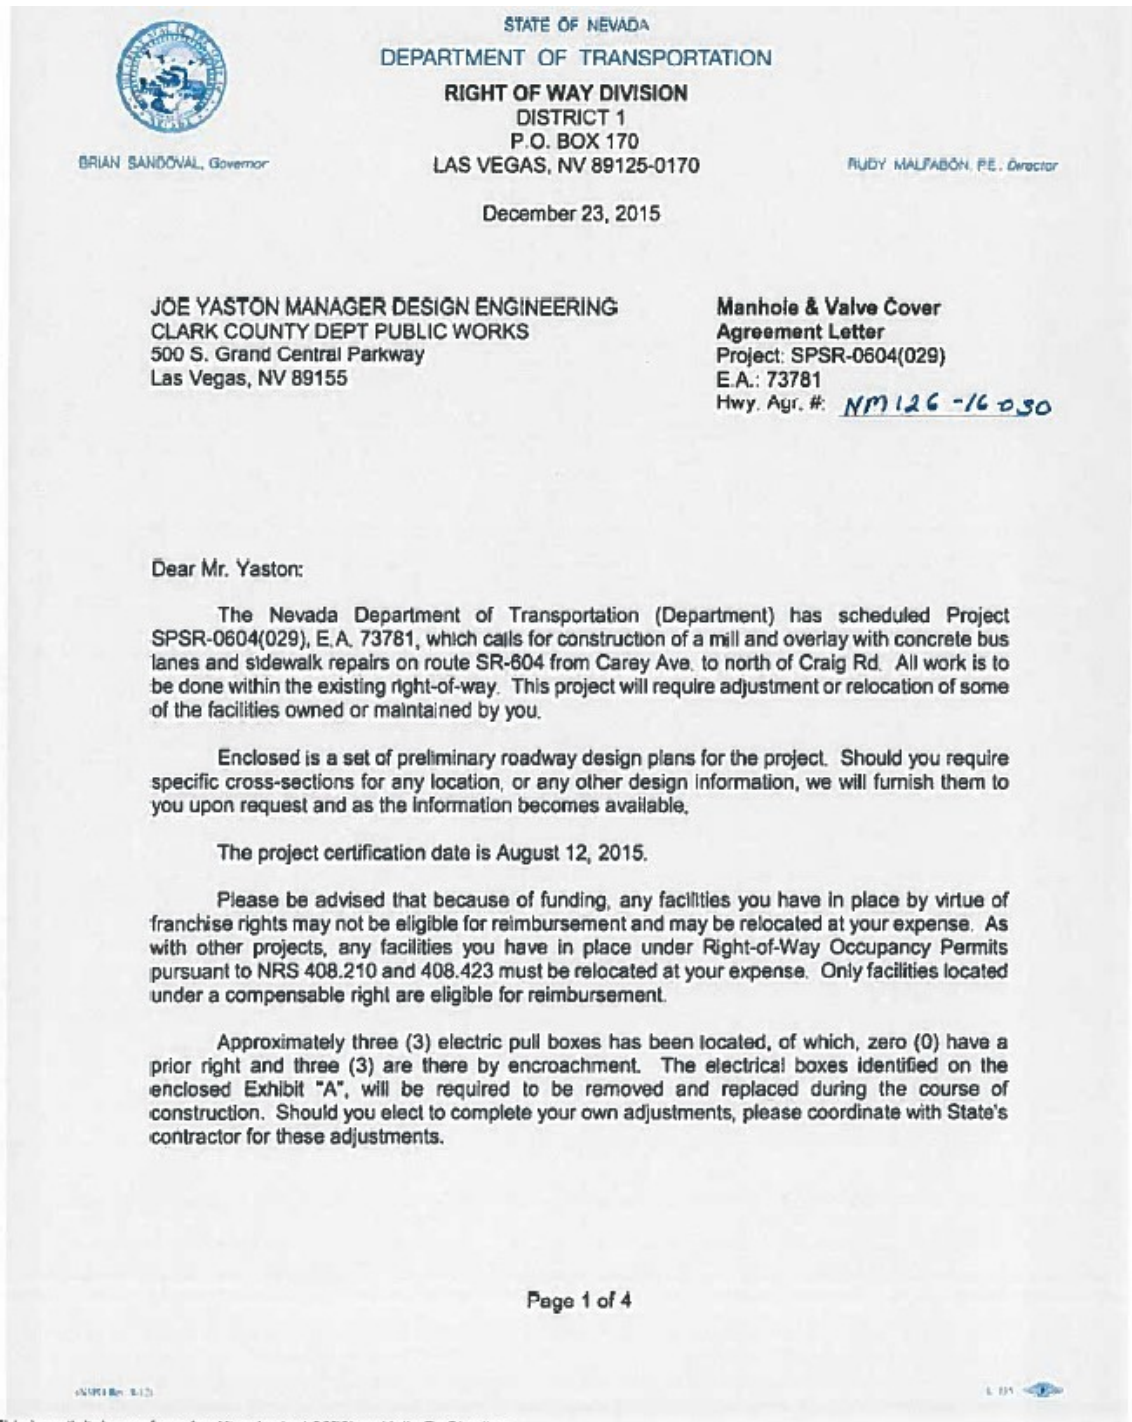 STATE OF NEVADA
DEPARTMENT OF TRANSPORTATION
RIGHT OF WAY DIVISION
DISTRICT 1
P.O. BOX 170
LAS VEGAS, NV 89125-0170
BRIAN SANDOVAL, Governor
RUDY MALFABON, P.E., Director
December 23, 2015
JOE YASTON MANAGER DESIGN ENGINEERING
CLARK COUNTY DEPT PUBLIC WORKS
500 S. Grand Central Parkway
Las Vegas, NV 89155
Manhole & Valve Cover
Agreement Letter
Project: SPSR-0604(029)
E.A.: 73781
Hwy. Agr. #: NM126-16-030
Dear Mr. Yaston:
The Nevada Department of Transportation (Department) has scheduled Project
SPSR-0604(029), E.A. 73781, which calls for construction of a mill and overlay with concrete bus
lanes and sidewalk repairs on route SR-604 from Carey Ave. to north of Craig Rd. All work is to
be done within the existing right-of-way. This project will require adjustment or relocation of some
of the facilities owned or maintained by you.
Enclosed is a set of preliminary roadway design plans for the project. Should you require
specific cross-sections for any location, or any other design information, we will furnish them to
you upon request and as the information becomes available.
The project certification date is August 12, 2015.
Please be advised that because of funding, any facilities you have in place by virtue of
franchise rights may not be eligible for reimbursement and may be relocated at your expense. As
with other projects, any facilities you have in place under Right-of-Way Occupancy Permits
pursuant to NRS 408.210 and 408.423 must be relocated at your expense. Only facilities located
under a compensable right are eligible for reimbursement.
Approximately three (3) electric pull boxes has been located, of which, zero (0) have a
prior right and three (3) are there by encroachment. The electrical boxes identified on the
enclosed Exhibit "A", will be required to be removed and replaced during the course of
construction. Should you elect to complete your own adjustments, please coordinate with State's
contractor for these adjustments.
Page 1 of 4